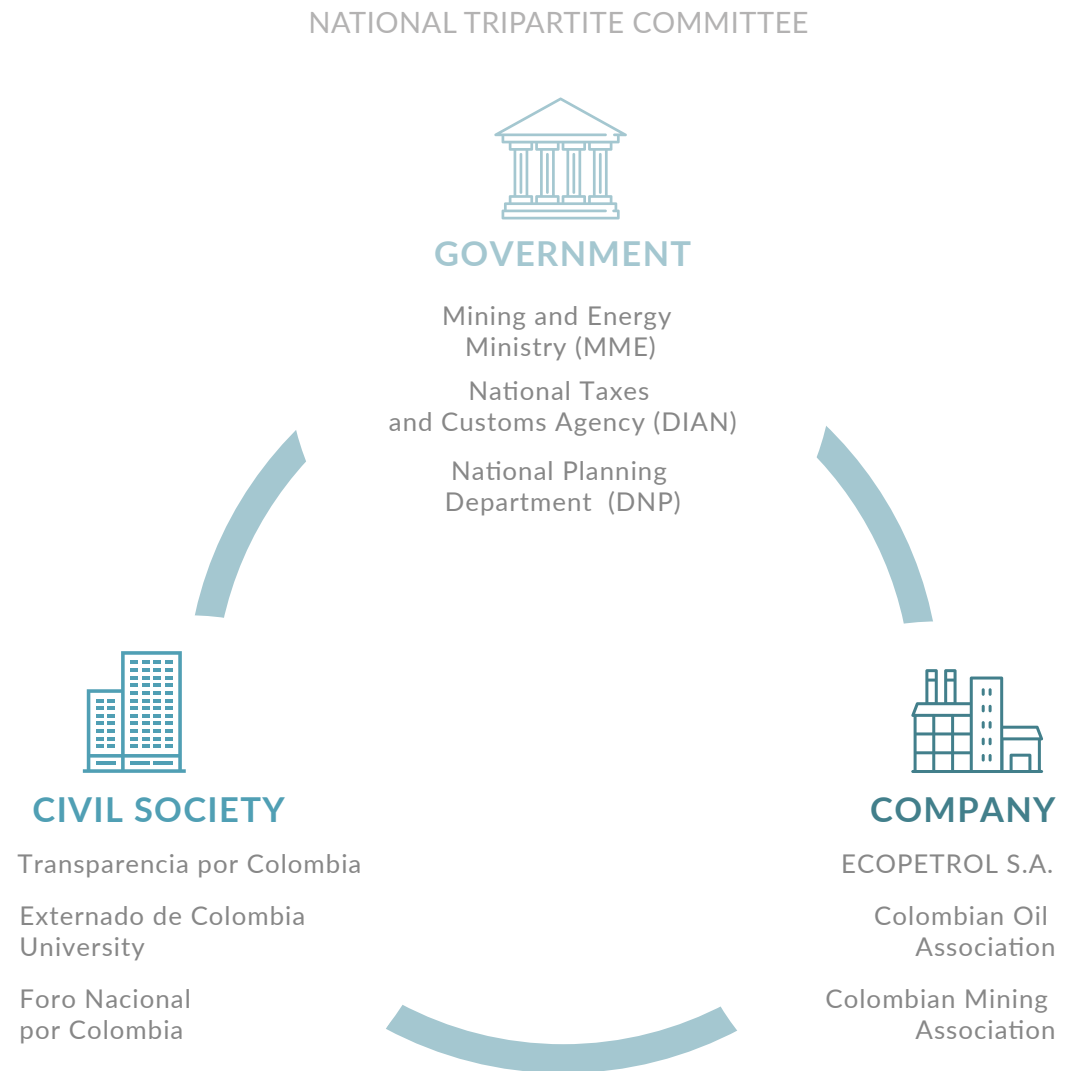 NATIONAL TRIPARTITE COMMITTEE
GOVERNMENT
Mining and Energy
Ministry (MME)
National Taxes
and Customs Agency (DIAN)
National Planning
Department (DNP)
CIVIL SOCIETY
Transparencia por Colombia
Externado de Colombia
University
Foro Nacional
por Colombia
COMPANY
ECOPETROL S.A.
Colombian Oil
Association
Colombian Mining
Association